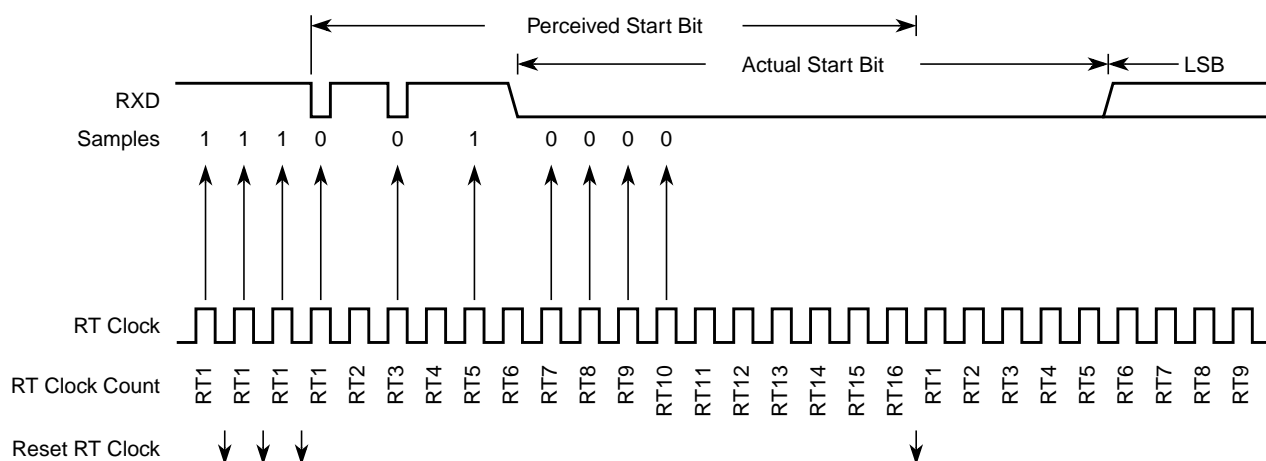 Perceived Start Bit
Actual Start Bit LSB
RXD
Samples 1 1 1 0 0 1 0 0 0 0
RT Clock
RT Clock Count RT1 RT1 RT1 RT1 RT2 RT3 RT4 RT5 RT6 RT7 RT8 RT9 RT10 RT11 RT12 RT13 RT14 RT15 RT16 RT1 RT2 RT3 RT4 RT5 RT6 RT7 RT8 RT9
Reset RT Clock